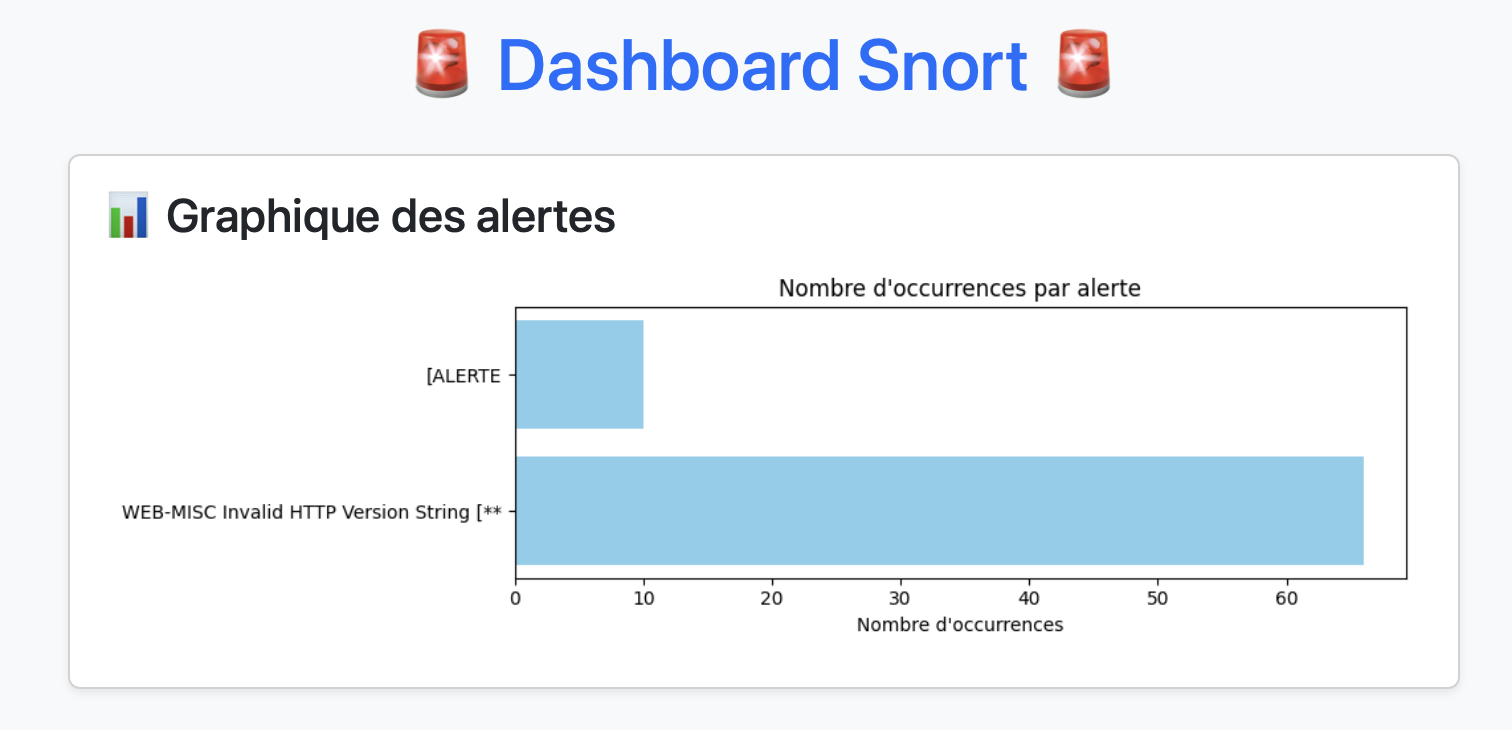 🚨 Dashboard Snort 🚨
📊 Graphique des alertes
Nombre d'occurrences par alerte
[ALERTE
WEB-MISC Invalid HTTP Version String [**
0 10 20 30 40 50 60
Nombre d'occurrences